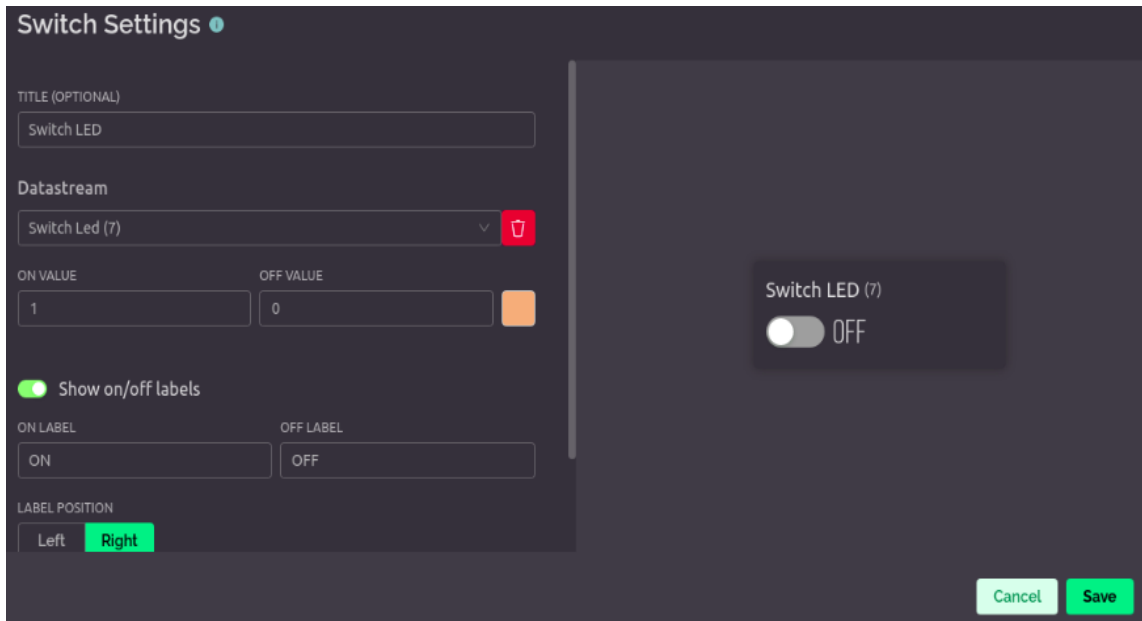 Switch Settings
TITLE (OPTIONAL)
Switch LED
Datastream
Switch Led (7)
ON VALUE OFF VALUE
1 0
Show on/off labels
ON LABEL OFF LABEL
ON OFF
LABEL POSITION
Left Right
Switch LED (7)
OFF
Cancel Save